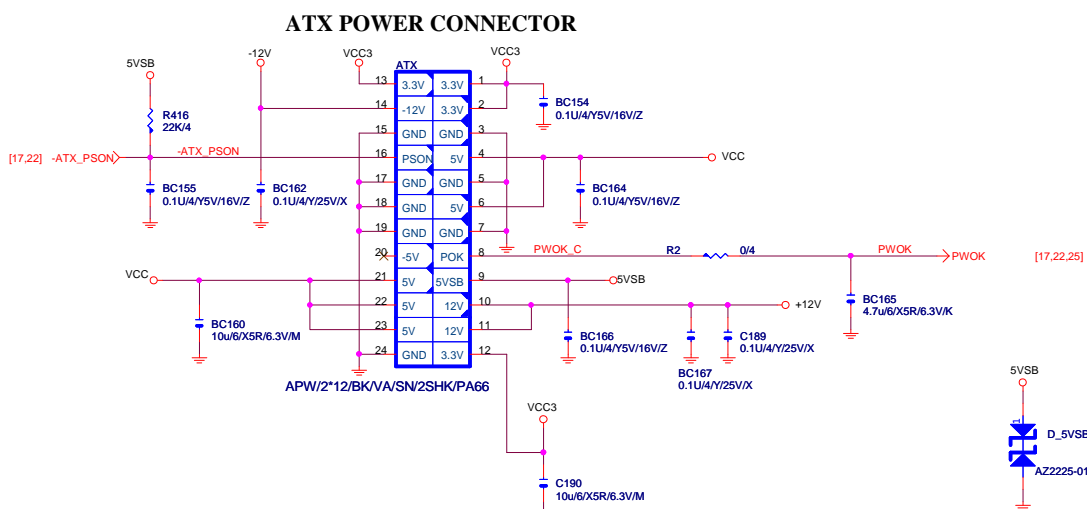 ATX POWER CONNECTOR
5VSB
-12V
VCC3
VCC3
ATX
13 3.3V 3.3V 1
14 -12V 3.3V 2
15 GND GND 3
16 PSON 5V 4
17 GND GND 5
18 GND 5V 6
19 GND GND 7
20 -5V POK 8
21 5V 5VSB 9
22 5V 12V 10
23 5V 12V 11
24 GND 3.3V 12
APW/2*12/BK/VA/SN/2SHK/PA66
R416
22K/4
[17,22] -ATX_PSON
-ATX_PSON
BC155
0.1U/4/Y5V/16V/Z
BC162
0.1U/4/Y/25V/X
BC154
0.1U/4/Y5V/16V/Z
VCC
BC164
0.1U/4/Y5V/16V/Z
PWOK_C
R2 0/4
PWOK
PWOK [17,22,25]
VCC
5VSB
+12V
BC160
10u/6/X5R/6.3V/M
BC166
0.1U/4/Y5V/16V/Z
BC167
0.1U/4/Y/25V/X
C189
0.1U/4/Y/25V/X
BC165
4.7u/6/X5R/6.3V/K
VCC3
C190
10u/6/X5R/6.3V/M
5VSB
1
D_5VSB
AZ2225-01